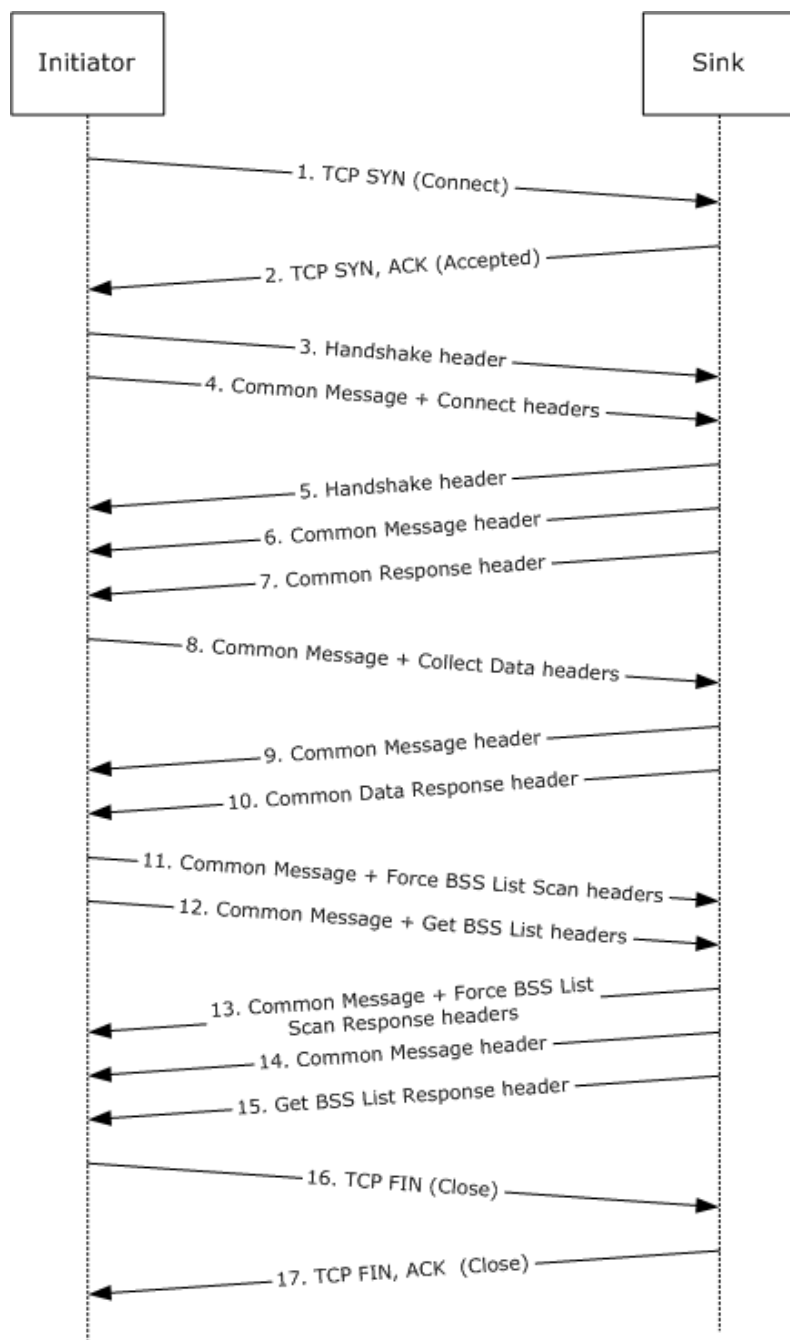 Initiator
Sink
1. TCP SYN (Connect)
2. TCP SYN, ACK (Accepted)
3. Handshake header
4. Common Message + Connect headers
5. Handshake header
6. Common Message header
7. Common Response header
8. Common Message + Collect Data headers
9. Common Message header
10. Common Data Response header
11. Common Message + Force BSS List Scan headers
12. Common Message + Get BSS List headers
13. Common Message + Force BSS List
Scan Response headers
14. Common Message header
15. Get BSS List Response header
16. TCP FIN (Close)
17. TCP FIN, ACK  (Close)